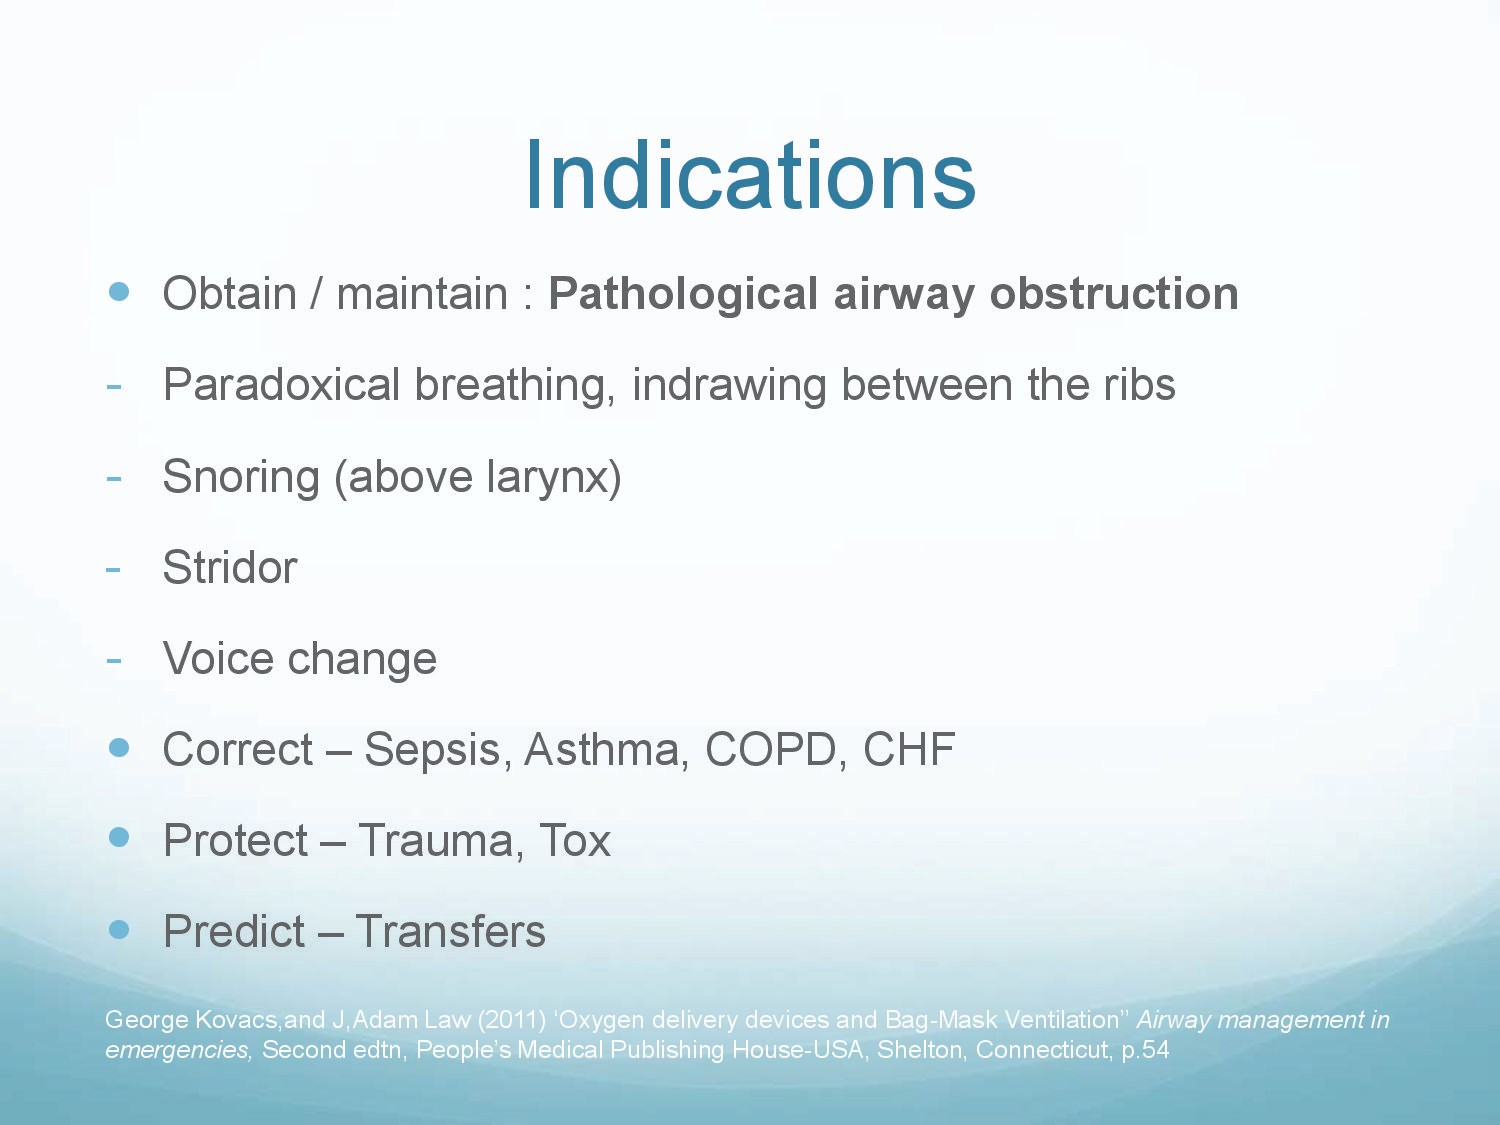 Indications
• Obtain / maintain : Pathological airway obstruction
- Paradoxical breathing, indrawing between the ribs
- Snoring (above larynx)
- Stridor
- Voice change
• Correct – Sepsis, Asthma, COPD, CHF
• Protect – Trauma, Tox
• Predict – Transfers
George Kovacs,and J,Adam Law (2011) ‘Oxygen delivery devices and Bag-Mask Ventilation” Airway management in
emergencies, Second edtn, People’s Medical Publishing House-USA, Shelton, Connecticut, p.54